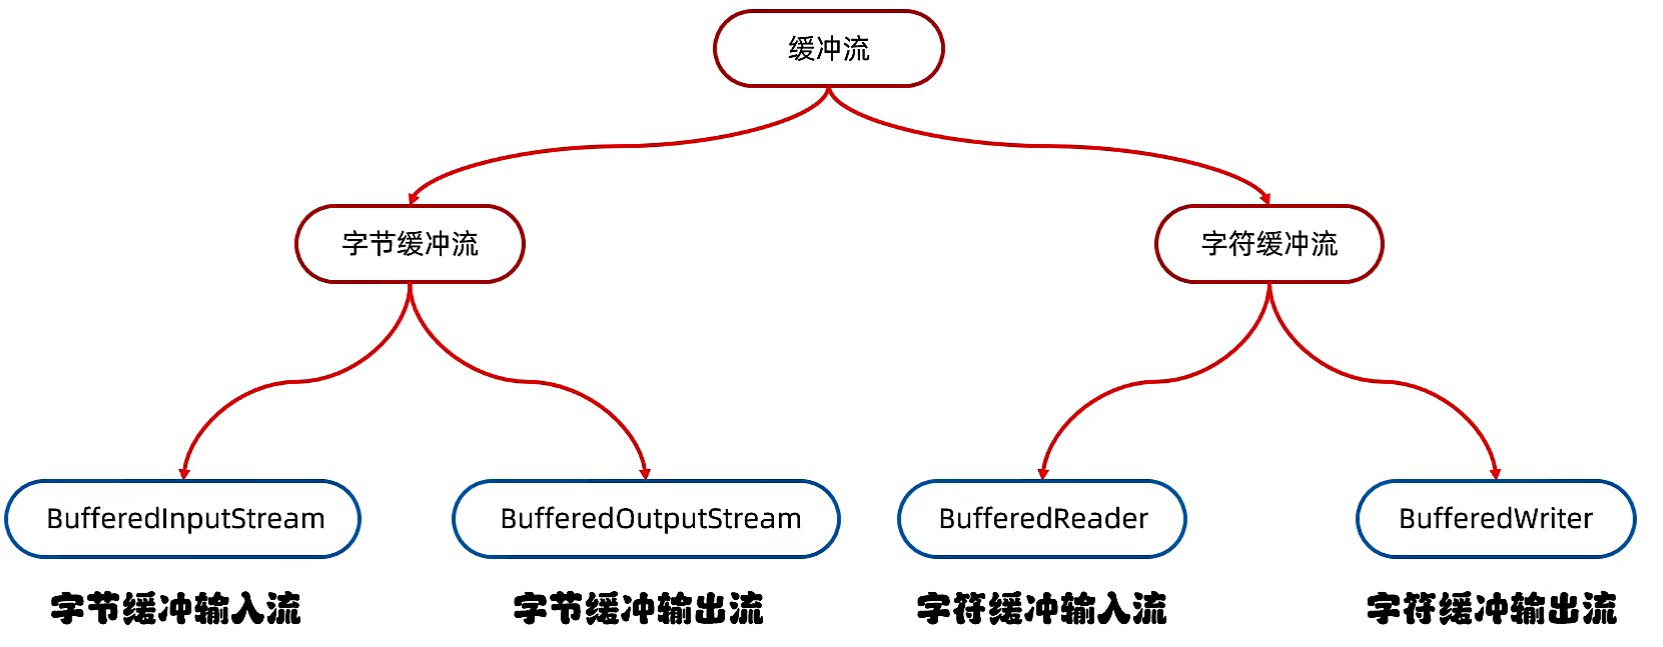 缓冲流
字节缓冲流
字符缓冲流
BufferedInputStream
BufferedOutputStream
BufferedReader
BufferedWriter
字节缓冲输入流
字节缓冲输出流
字符缓冲输入流
字符缓冲输出流